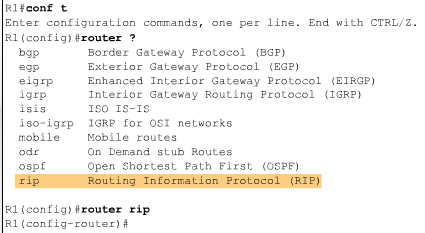 R1#conf t
Enter configuration commands, one per line. End with CTRL/Z.
R1(config)#router ?
bgp Border Gateway Protocol (BGP)
egp Exterior Gateway Protocol (EGP)
eigrp Enhanced Interior Gateway Protocol (EIRGP)
igrp Interior Gateway Routing Protocol (IGRP)
isis ISO IS-IS
iso-igrp IGRP for OSI networks
mobile Mobile routes
odr On Demand stub Routes
ospf Open Shortest Path First (OSPF)
rip Routing Information Protocol (RIP)
R1(config)#router rip
R1(config-router)#